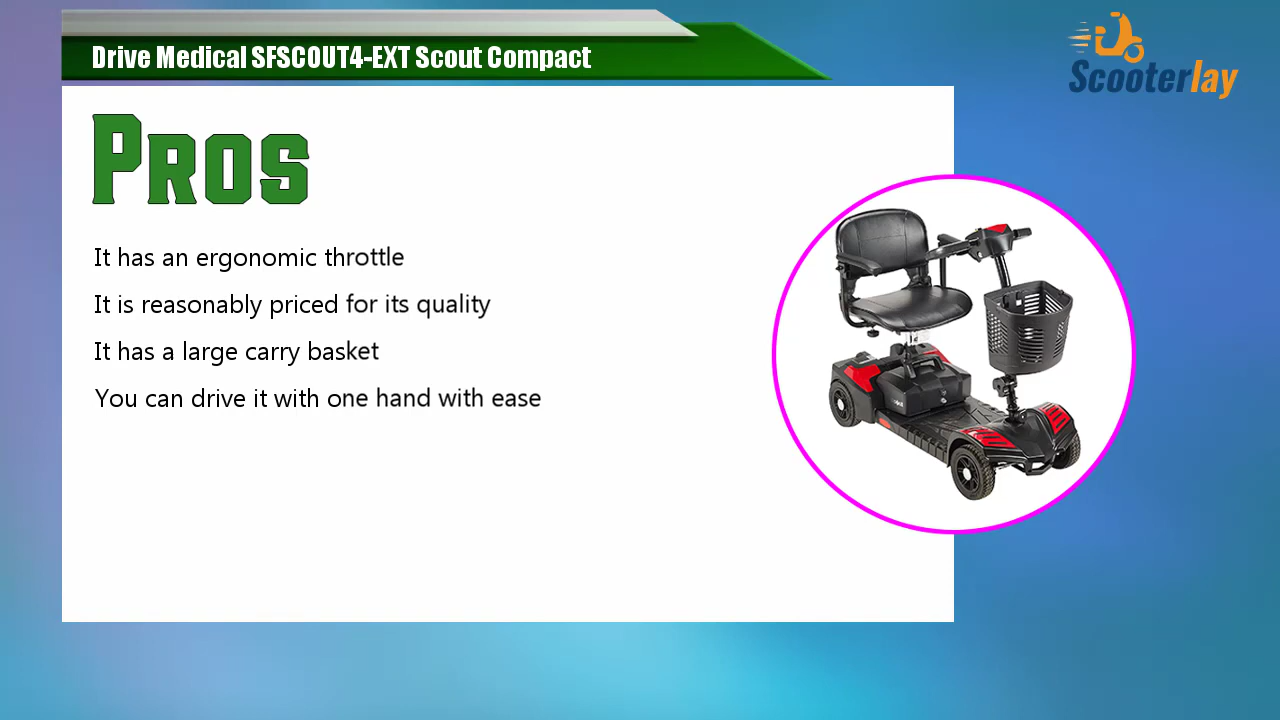 Drive Medical SFSCOUT4-EXT Scout Compact
Scooterlay
Pros
It has an ergonomic throttle
It is reasonably priced for its quality
It has a large carry basket
You can drive it with one hand with ease